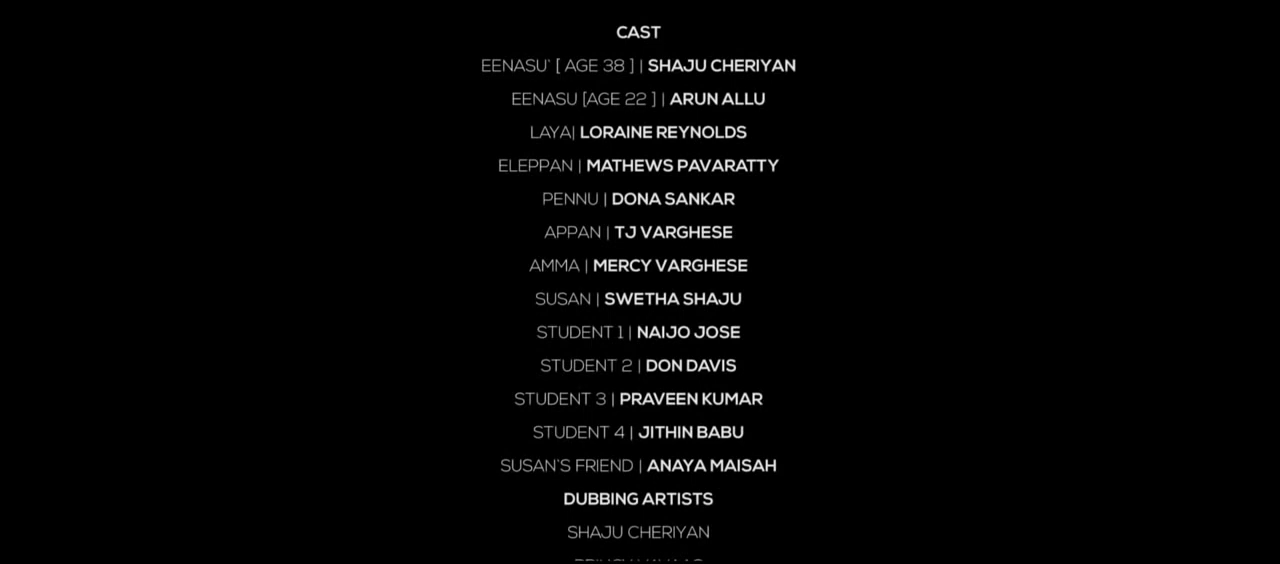 CAST
EENASU' [ AGE 38 ] | SHAJU CHERIYAN
EENASU [AGE 22 ] | ARUN ALLU
LAYA| LORAINE REYNOLDS
ELEPPAN | MATHEWS PAVARATTY
PENNU | DONA SANKAR
APPAN | TJ VARGHESE
AMMA | MERCY VARGHESE
SUSAN | SWETHA SHAJU
STUDENT 1 | NAIJO JOSE
STUDENT 2 | DON DAVIS
STUDENT 3 | PRAVEEN KUMAR
STUDENT 4 | JITHIN BABU
SUSAN'S FRIEND | ANAYA MAISAH
DUBBING ARTISTS
SHAJU CHERIYAN